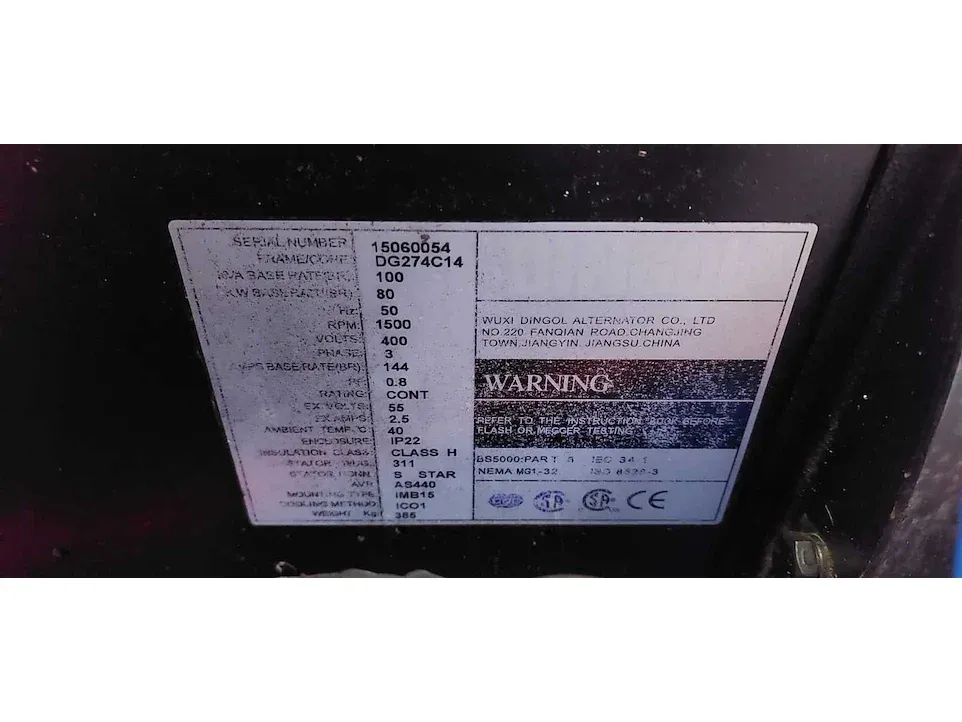 SERIAL NUMBER 15060054
FRAME/CORE DG274C14
KVA BASE RATE(BR) 100
KW BASE RATE(BR) 80
Hz 50
RPM: 1500
VOLTS: 400
PHASE: 3
AMPS BASE RATE(BR) 144
0.8
RATING: CONT
EX.VOLTS: 55
EX.AMPS: 2.5
AMBIENT TEMP.°C 40
ENCLOSURE IP22
INSULATION CLASS CLASS H
STATOR WDG. 311
STATOR CONN. S STAR
AVR AS440
MOUNTING TYPE IMB15
COOLING METHOD IC01
WEIGHT Kg 385
WUXI DINGOL ALTERNATOR CO., LTD
NO.220 FANQIAN ROAD.CHANGJING
TOWN,JIANGYIN, JIANGSU.CHINA
WARNING:
REFER TO THE INSTRUCTION BOOK BEFORE
FLASH OR MEGGER TESTING
BS5000:PART IEC 34-1
NEMA MG1-32 ISO 8528-3
SA CE